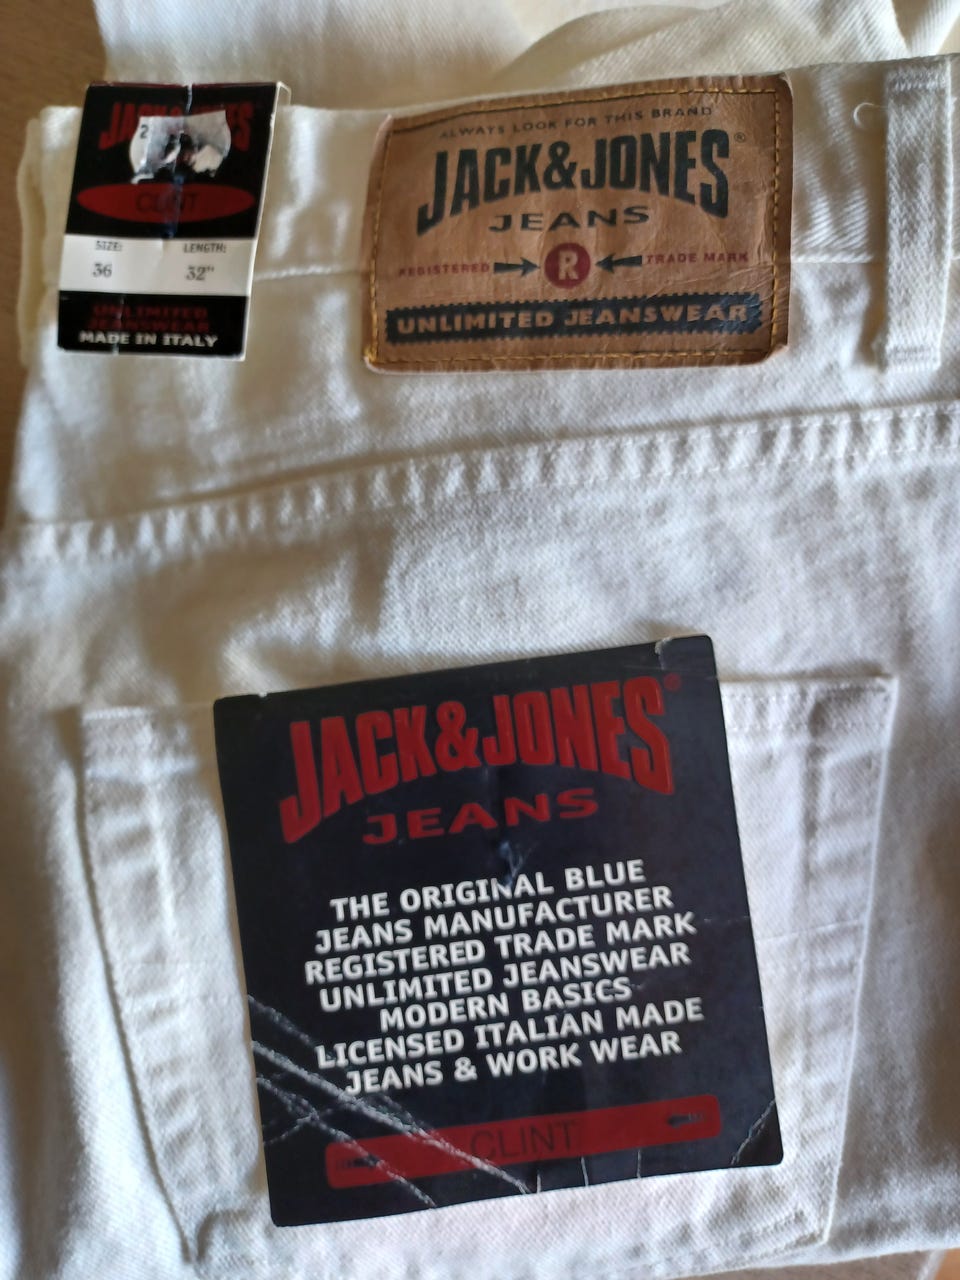 JACK & JONES
2
CLINT
SIZE: LENGTH:
36 32"
UNLIMITED
JEANSWEAR
MADE IN ITALY
ALWAYS LOOK FOR THIS BRAND
JACK & JONES®
JEANS
REGISTERED R TRADE MARK
UNLIMITED JEANSWEAR
JACK & JONES®
JEANS
THE ORIGINAL BLUE
JEANS MANUFACTURER
REGISTERED TRADE MARK
UNLIMITED JEANSWEAR
MODERN BASICS
LICENSED ITALIAN MADE
JEANS & WORK WEAR
CLINT